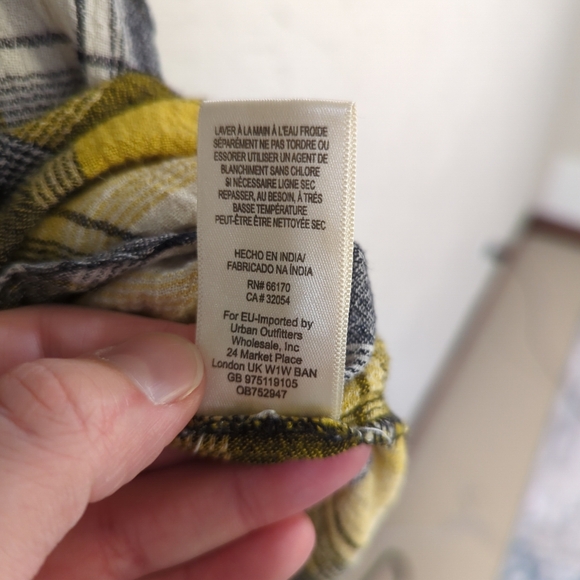 LAVER À LA MAIN À L'EAU FROIDE
SÉPARÉMENT NE PAS TORDRE OU
ESSORER UTILISER UN AGENT DE
BLANCHIMENT SANS CHLORE
SI NÉCESSAIRE LIGNE SEC
REPASSER, AU BESOIN, À TRÉS
BASSE TEMPÉRATURE
PEUT-ÊTRE ÊTRE NETTOYÉE SEC
HECHO EN INDIA/
FABRICADO NA ÍNDIA
RN# 66170
CA # 32054
For EU-Imported by
Urban Outfitters
Wholesale, Inc
24 Market Place
London UK W1W BAN
GB 975119105
OB752947